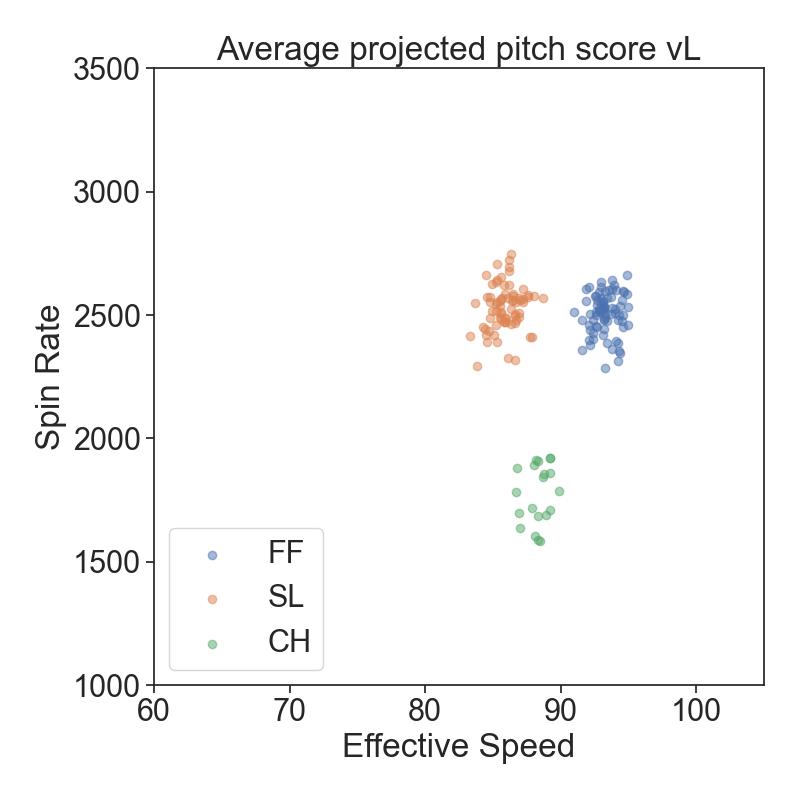 Average projected pitch score vL
3500
3000
2500
2000
1500
1000
Spin Rate
FF
SL
CH
60 70 80 90 100
Effective Speed